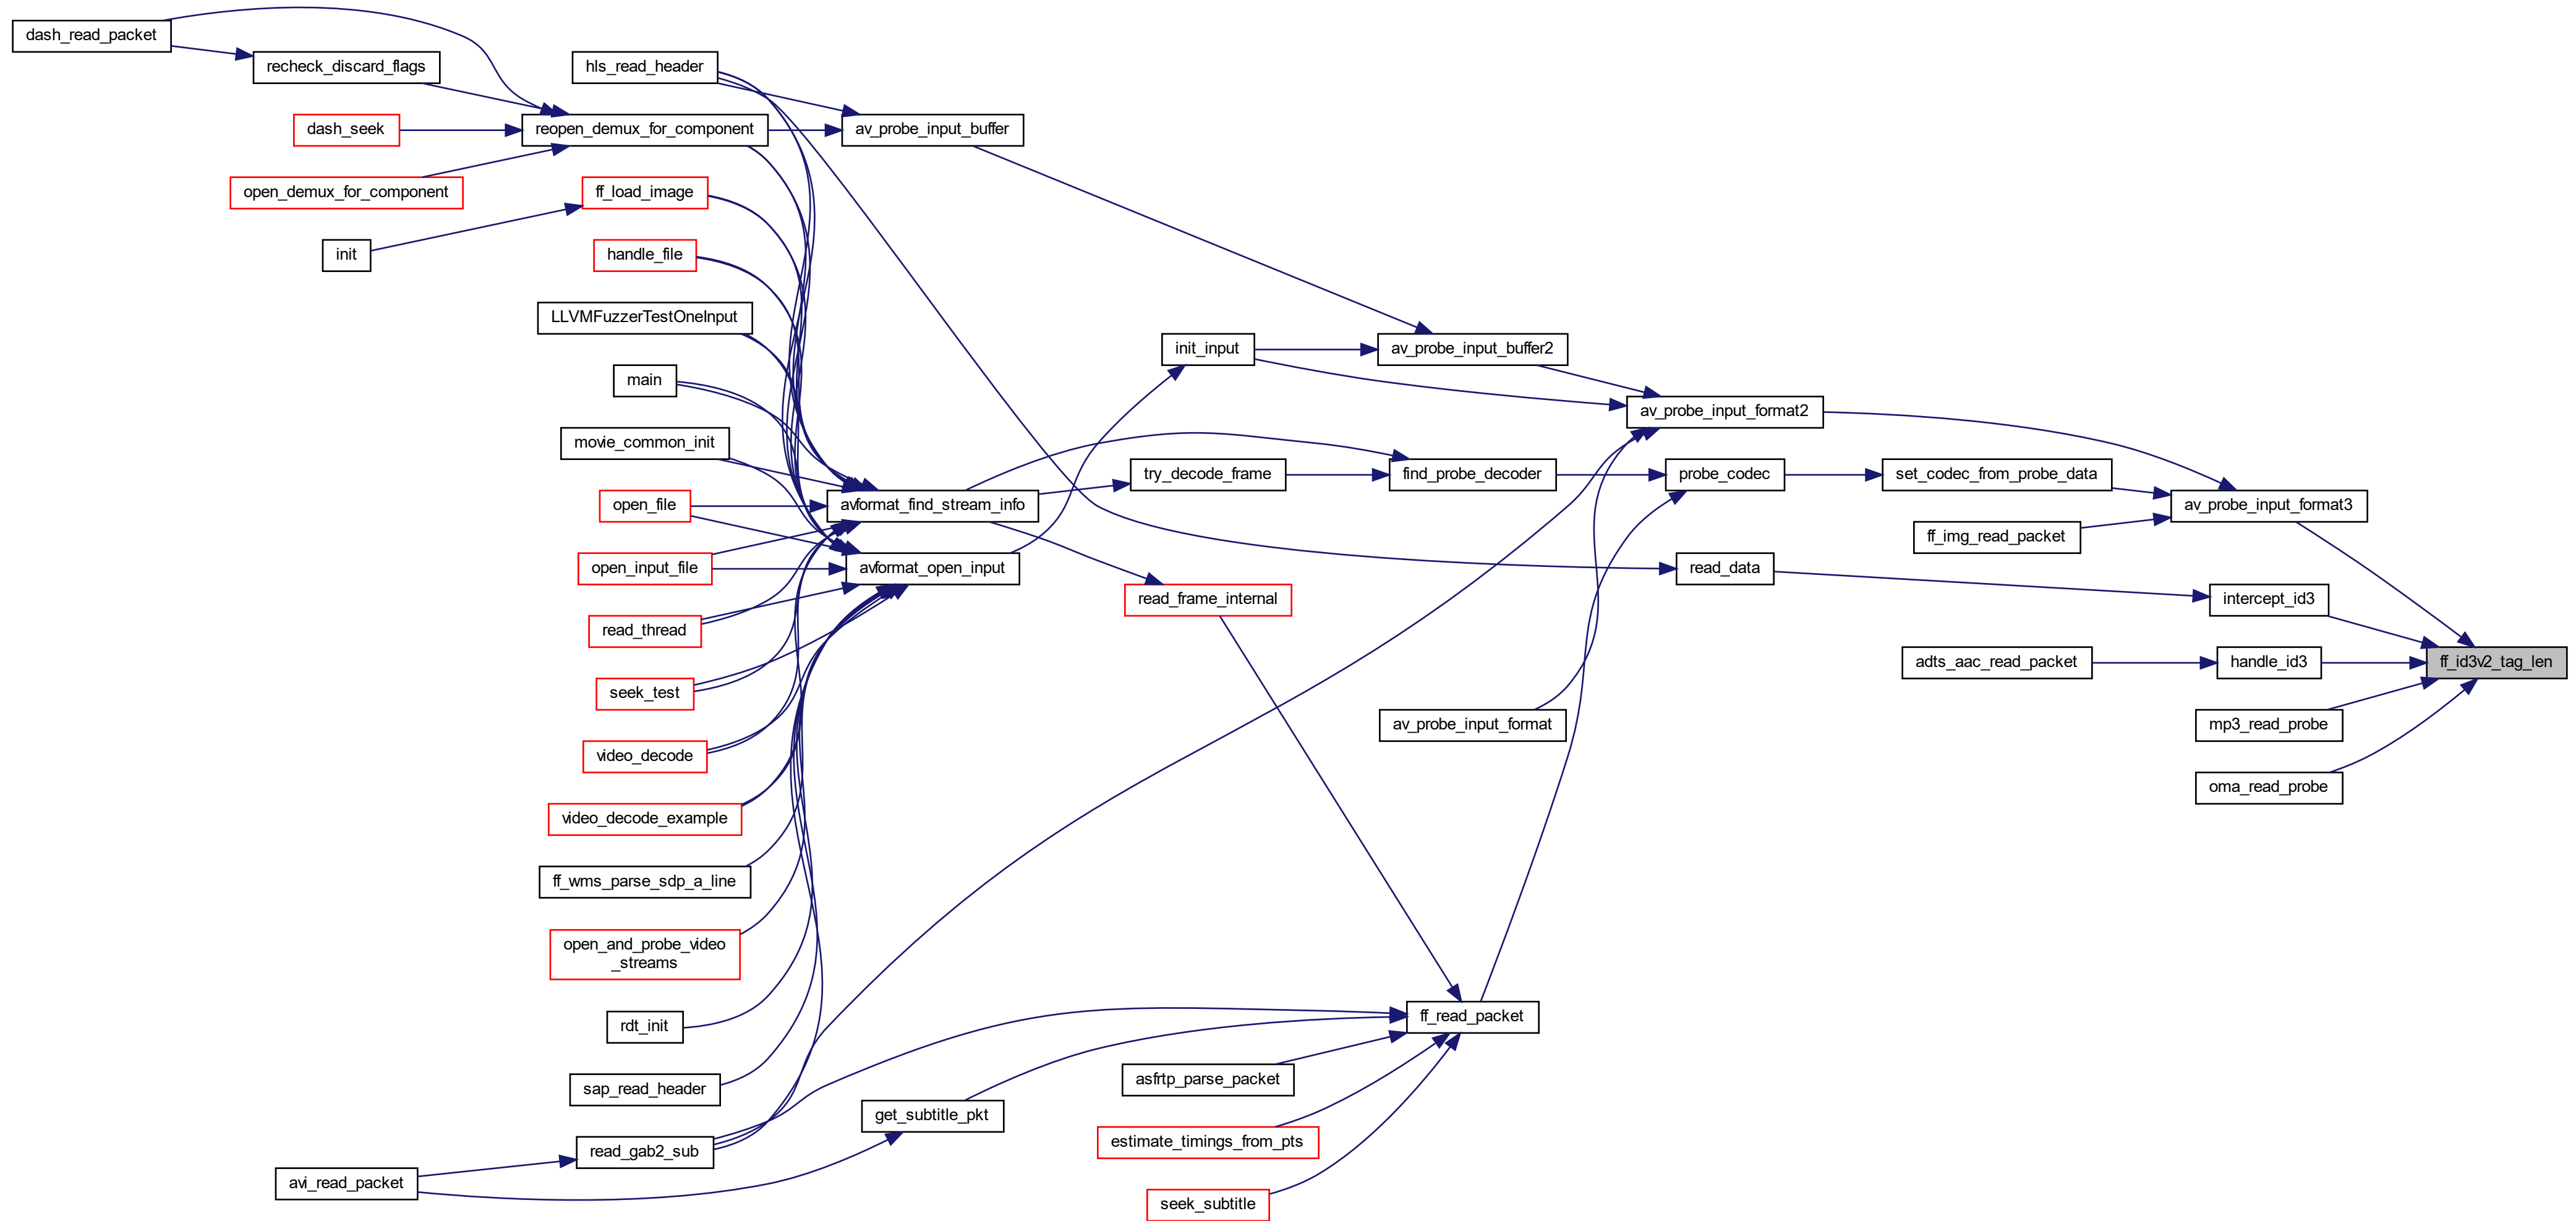 dash_read_packet
recheck_discard_flags
hls_read_header
dash_seek
reopen_demux_for_component
av_probe_input_buffer
open_demux_for_component
ff_load_image
init
handle_file
LLVMFuzzerTestOneInput
init_input
av_probe_input_buffer2
main
av_probe_input_format2
movie_common_init
try_decode_frame
find_probe_decoder
probe_codec
set_codec_from_probe_data
open_file
avformat_find_stream_info
av_probe_input_format3
ff_img_read_packet
open_input_file
avformat_open_input
read_data
read_frame_internal
intercept_id3
read_thread
adts_aac_read_packet
handle_id3
ff_id3v2_tag_len
seek_test
av_probe_input_format
mp3_read_probe
video_decode
oma_read_probe
video_decode_example
ff_wms_parse_sdp_a_line
open_and_probe_video
_streams
rdt_init
ff_read_packet
sap_read_header
asfrtp_parse_packet
get_subtitle_pkt
estimate_timings_from_pts
read_gab2_sub
avi_read_packet
seek_subtitle